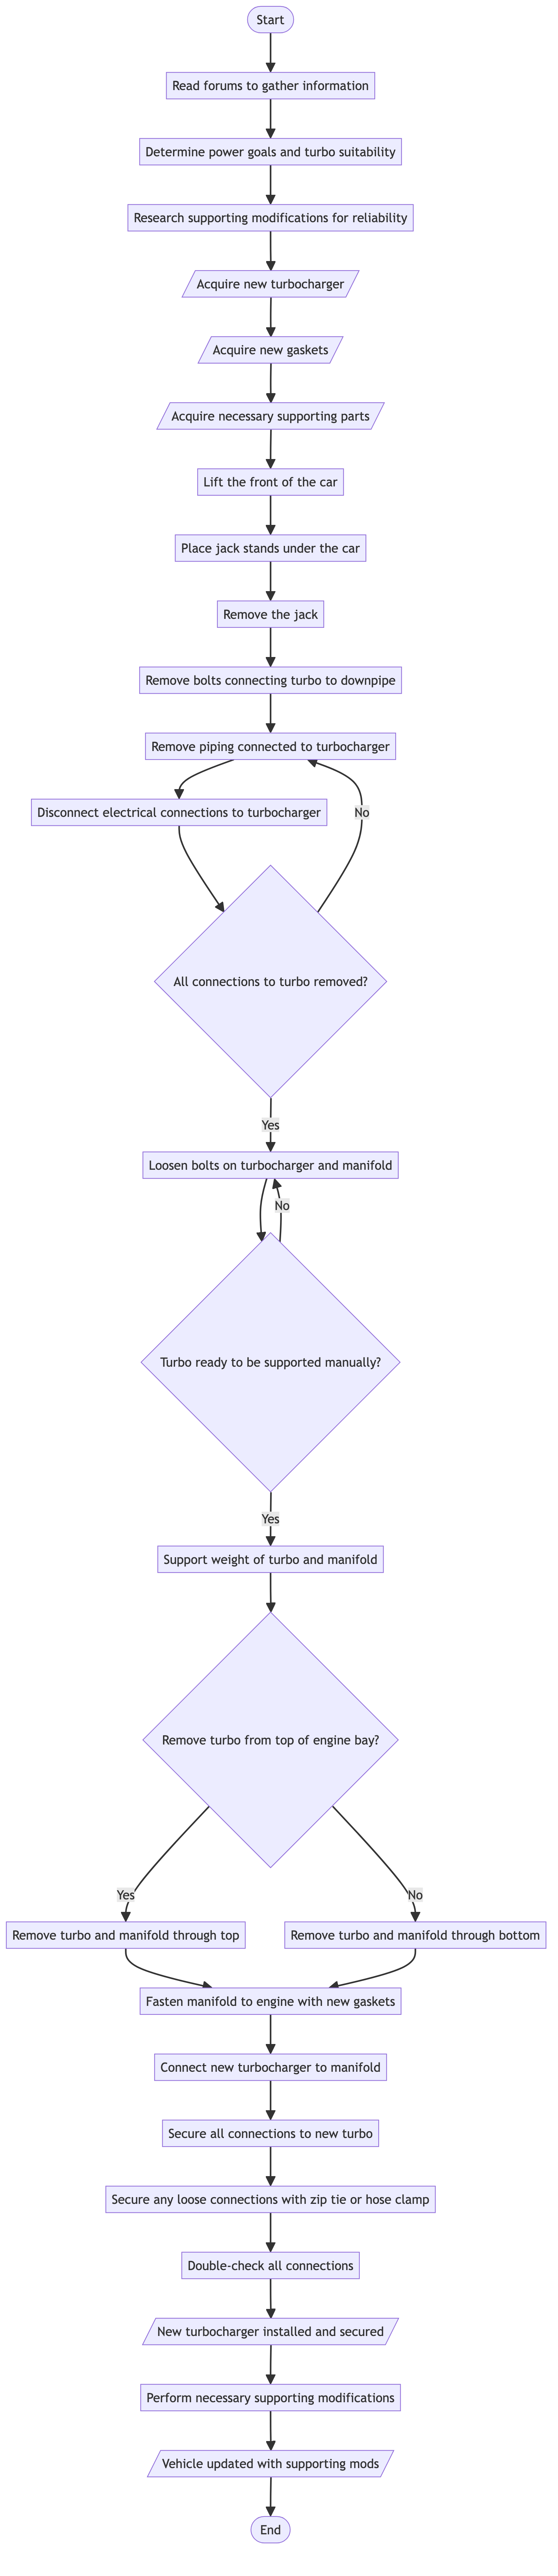 Start
Read forums to gather information
Determine power goals and turbo suitability
Research supporting modifications for reliability
Acquire new turbocharger
Acquire new gaskets
Acquire necessary supporting parts
Lift the front of the car
Place jack stands under the car
Remove the jack
Remove bolts connecting turbo to downpipe
Remove piping connected to turbocharger
Disconnect electrical connections to turbocharger
No
All connections to turbo removed?
Yes
Loosen bolts on turbocharger and manifold
No
Turbo ready to be supported manually?
Yes
Support weight of turbo and manifold
Remove turbo from top of engine bay?
Yes
No
Remove turbo and manifold through top
Remove turbo and manifold through bottom
Fasten manifold to engine with new gaskets
Connect new turbocharger to manifold
Secure all connections to new turbo
Secure any loose connections with zip tie or hose clamp
Double-check all connections
New turbocharger installed and secured
Perform necessary supporting modifications
Vehicle updated with supporting mods
End